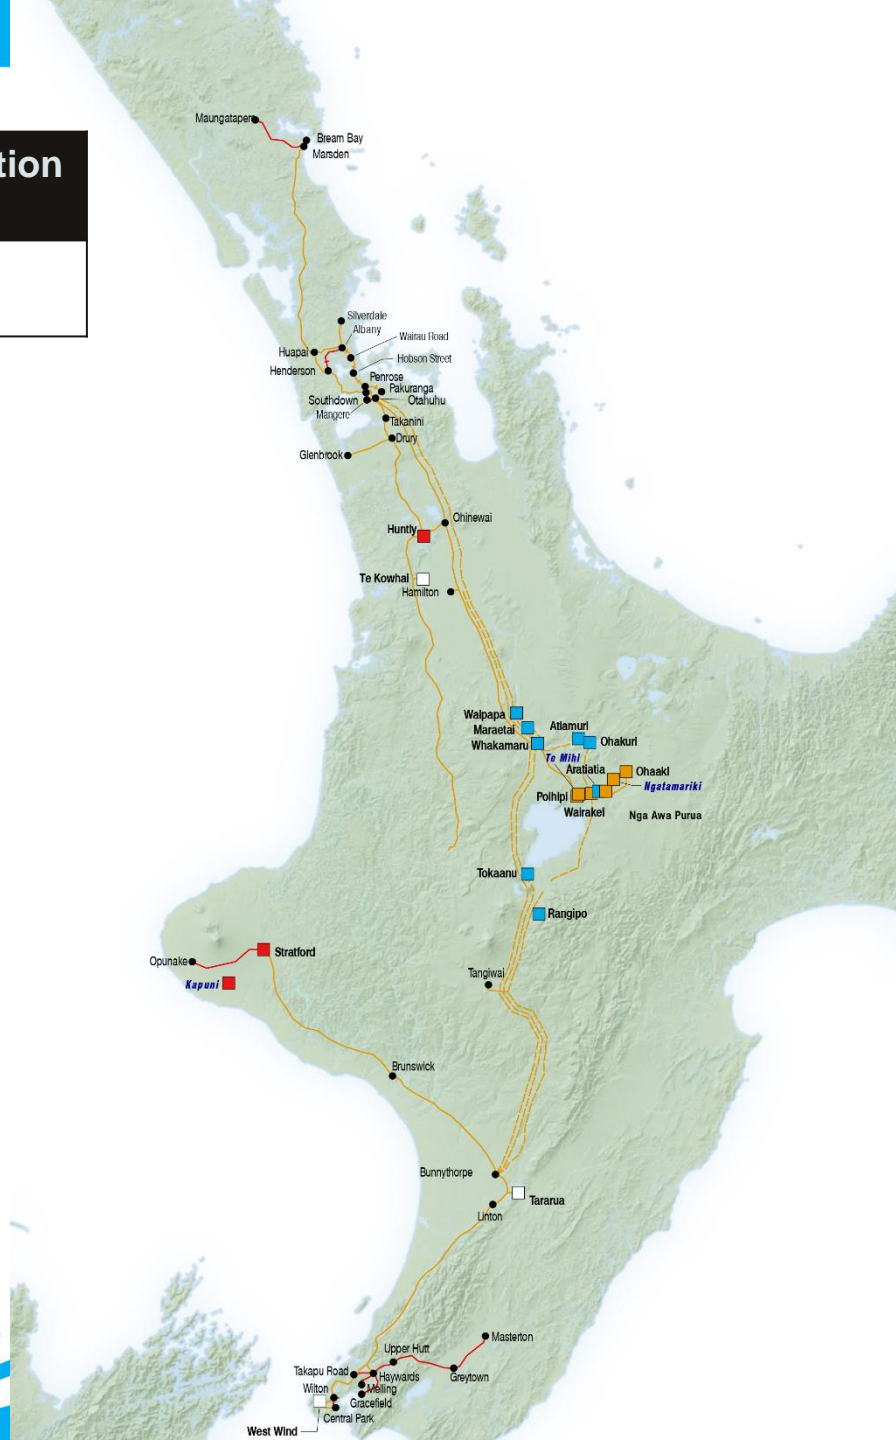 Maungatapere
Bream Bay
Marsden
tion
Silverdale
Albany
Wairau Road
Huapai
Hobson Street
Henderson
Penrose
Pakuranga
Southdown
Otahuhu
Mangere
Takanini
Drury
Glenbrook
Ohinewai
Huntly
Te Kowhai
Hamilton
Waipapa
Maraetai
Atiamuri
Whakamaru
Ohakuri
Te Mihi
Aratiatia
Ohaaki
Ngatamariki
Poihipi
Wairakei
Nga Awa Purua
Tokaanu
Rangipo
Stratford
Opunake
Tangiwai
Kapuni
Brunswick
Bunnythorpe
Tararua
Linton
Masterton
Upper Hutt
Takapu Road
Haywards
Greytown
Wilton
Melling
Gracefield
Central Park
West Wind